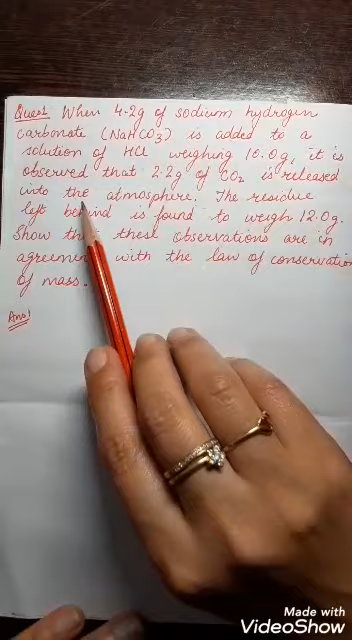 Ques! When 4.2g of sodium hydrogen
carbonate (NaHCO3) is added to a
solution of HCl weighing 10.0g, it is
observed that 2.2g of CO2 is released
into the atmosphere. The residue
left behind is found to weigh 12.0g.
Show these observations are in
agreement with the law of conservation
of mass.
Ans!
Made with
VideoShow